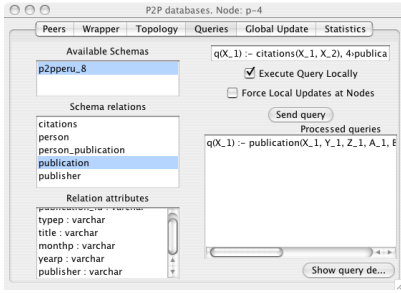 P2P databases. Node: p-4
Peers Wrapper Topology Queries Global Update Statistics
Available Schemas
p2pperu_8
Schema relations
citations
person
person_publication
publication
publisher
Relation attributes
typep : varchar
title : varchar
monthp : varchar
yearp : varchar
publisher : varchar
q(X_1) :- citations(X_1, X_2), 4›publica
Execute Query Locally
Force Local Updates at Nodes
Send query
Processed queries
q(X_1) :- publication(X_1, Y_1, Z_1, A_1, E
Show query de...